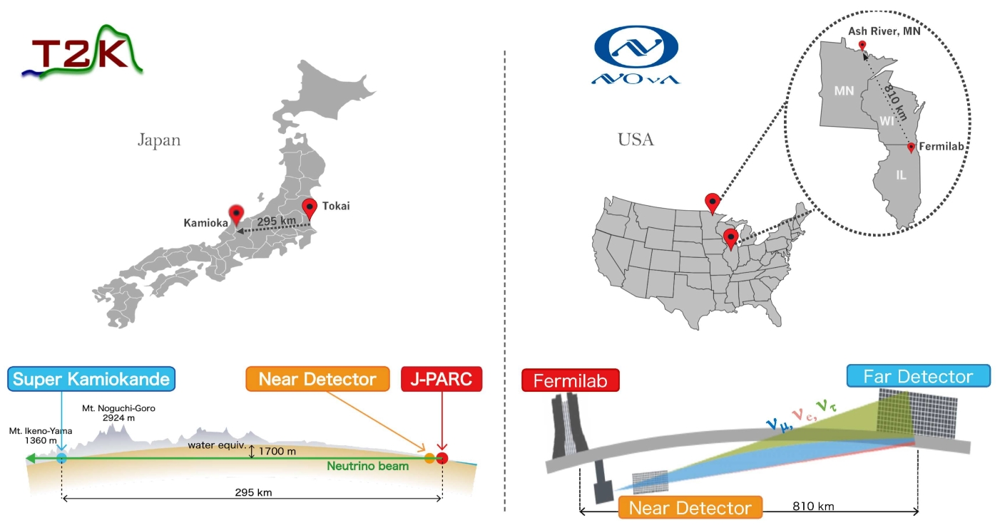 T2K
Japan
Kamioka
295 km
Tokai
Super Kamiokande
Near Detector
J-PARC
Mt. Noguchi-Goro
2924 m
Mt. Ikeno-Yama
1360 m
water equiv.
1700 m
Neutrino beam
295 km
NOνA
USA
Ash River, MN
MN
810 km
WI
Fermilab
IL
Fermilab
Far Detector
νμ, νe, ντ
Near Detector
810 km